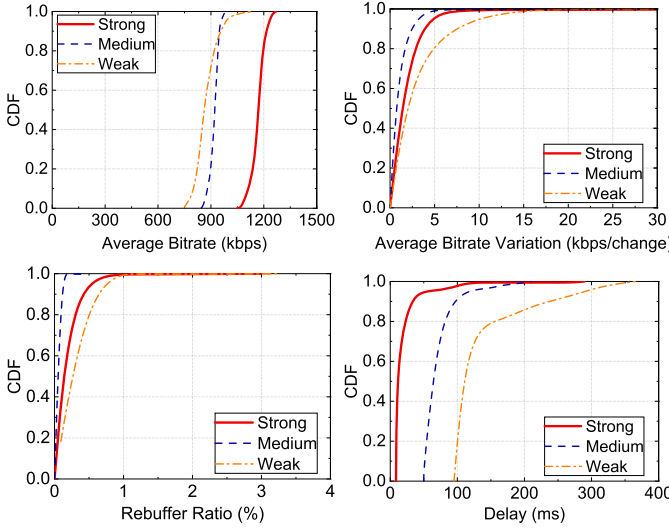 CDF
1.0
0.8
0.6
0.4
0.2
0.0
Strong
Medium
Weak
0 300 600 900 1200 1500
Average Bitrate (kbps)
CDF
1.0
0.8
0.6
0.4
0.2
0.0
Strong
Medium
Weak
0 5 10 15 20 25 30
Average Bitrate Variation (kbps/change)
CDF
1.0
0.8
0.6
0.4
0.2
0.0
Strong
Medium
Weak
0 1 2 3 4
Rebuffer Ratio (%)
CDF
1.0
0.8
0.6
0.4
0.2
0.0
Strong
Medium
Weak
0 100 200 300 400
Delay (ms)